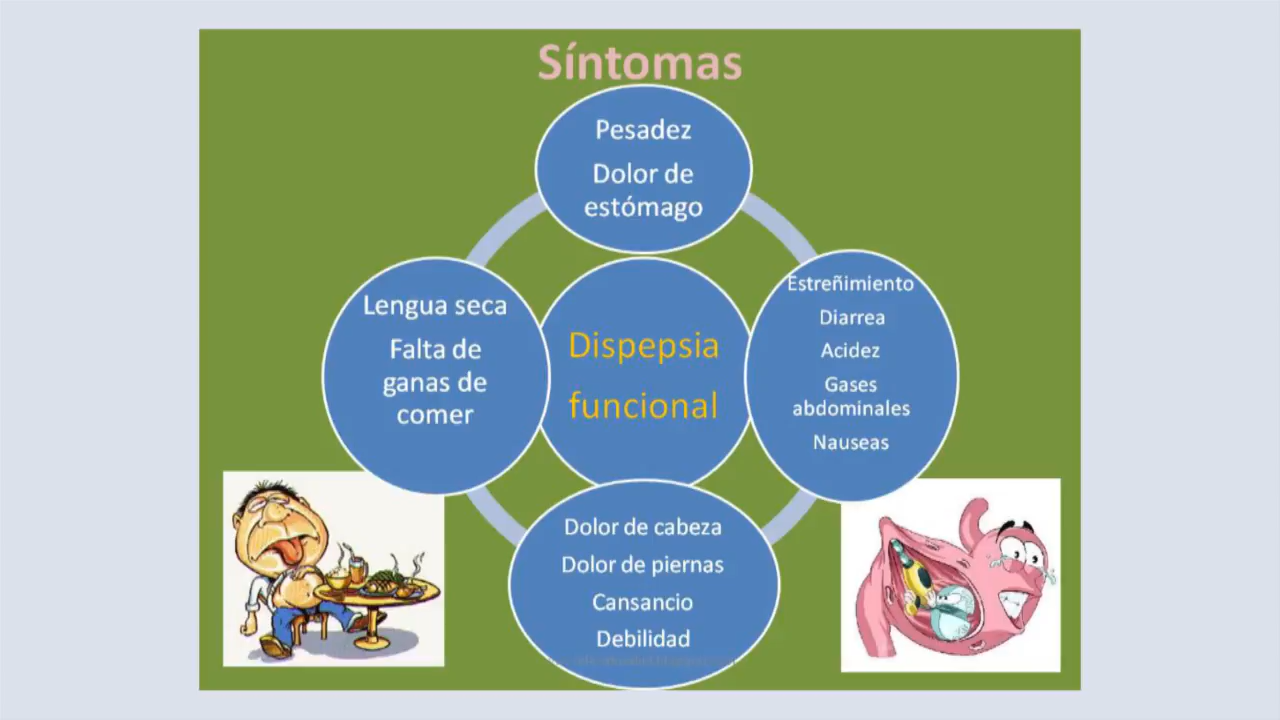 Síntomas
Pesadez
Dolor de
estómago
Lengua seca
Falta de
ganas de
comer
Dispepsia
funcional
Estreñimiento
Diarrea
Acidez
Gases
abdominales
Nauseas
Dolor de cabeza
Dolor de piernas
Cansancio
Debilidad